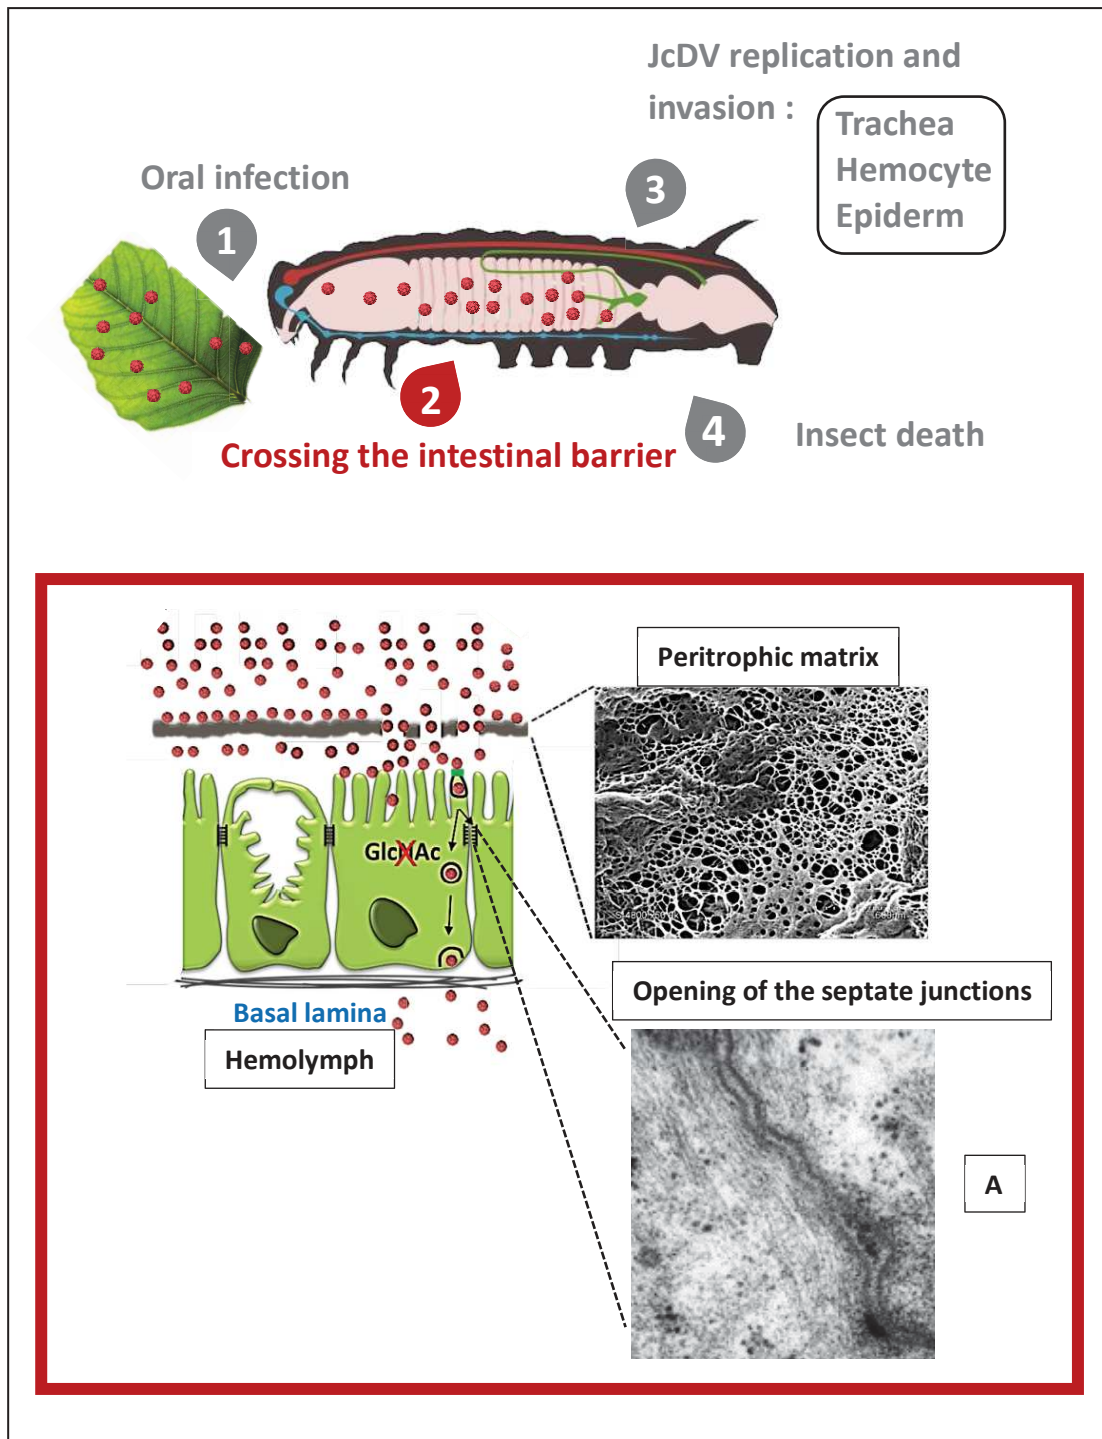 JcDV replication and
invasion :
Trachea
Hemocyte
Epiderm
Oral infection
1
3
2
4
Crossing the intestinal barrier
Insect death
Peritrophic matrix
GlcNAc
Opening of the septate junctions
Basal lamina
Hemolymph
A